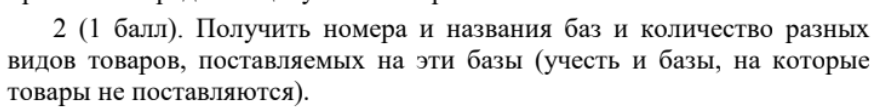 2 (1 балл). Получить номера и названия баз и количество разных
видов товаров, поставляемых на эти базы (учесть и базы, на которые
товары не поставляются).